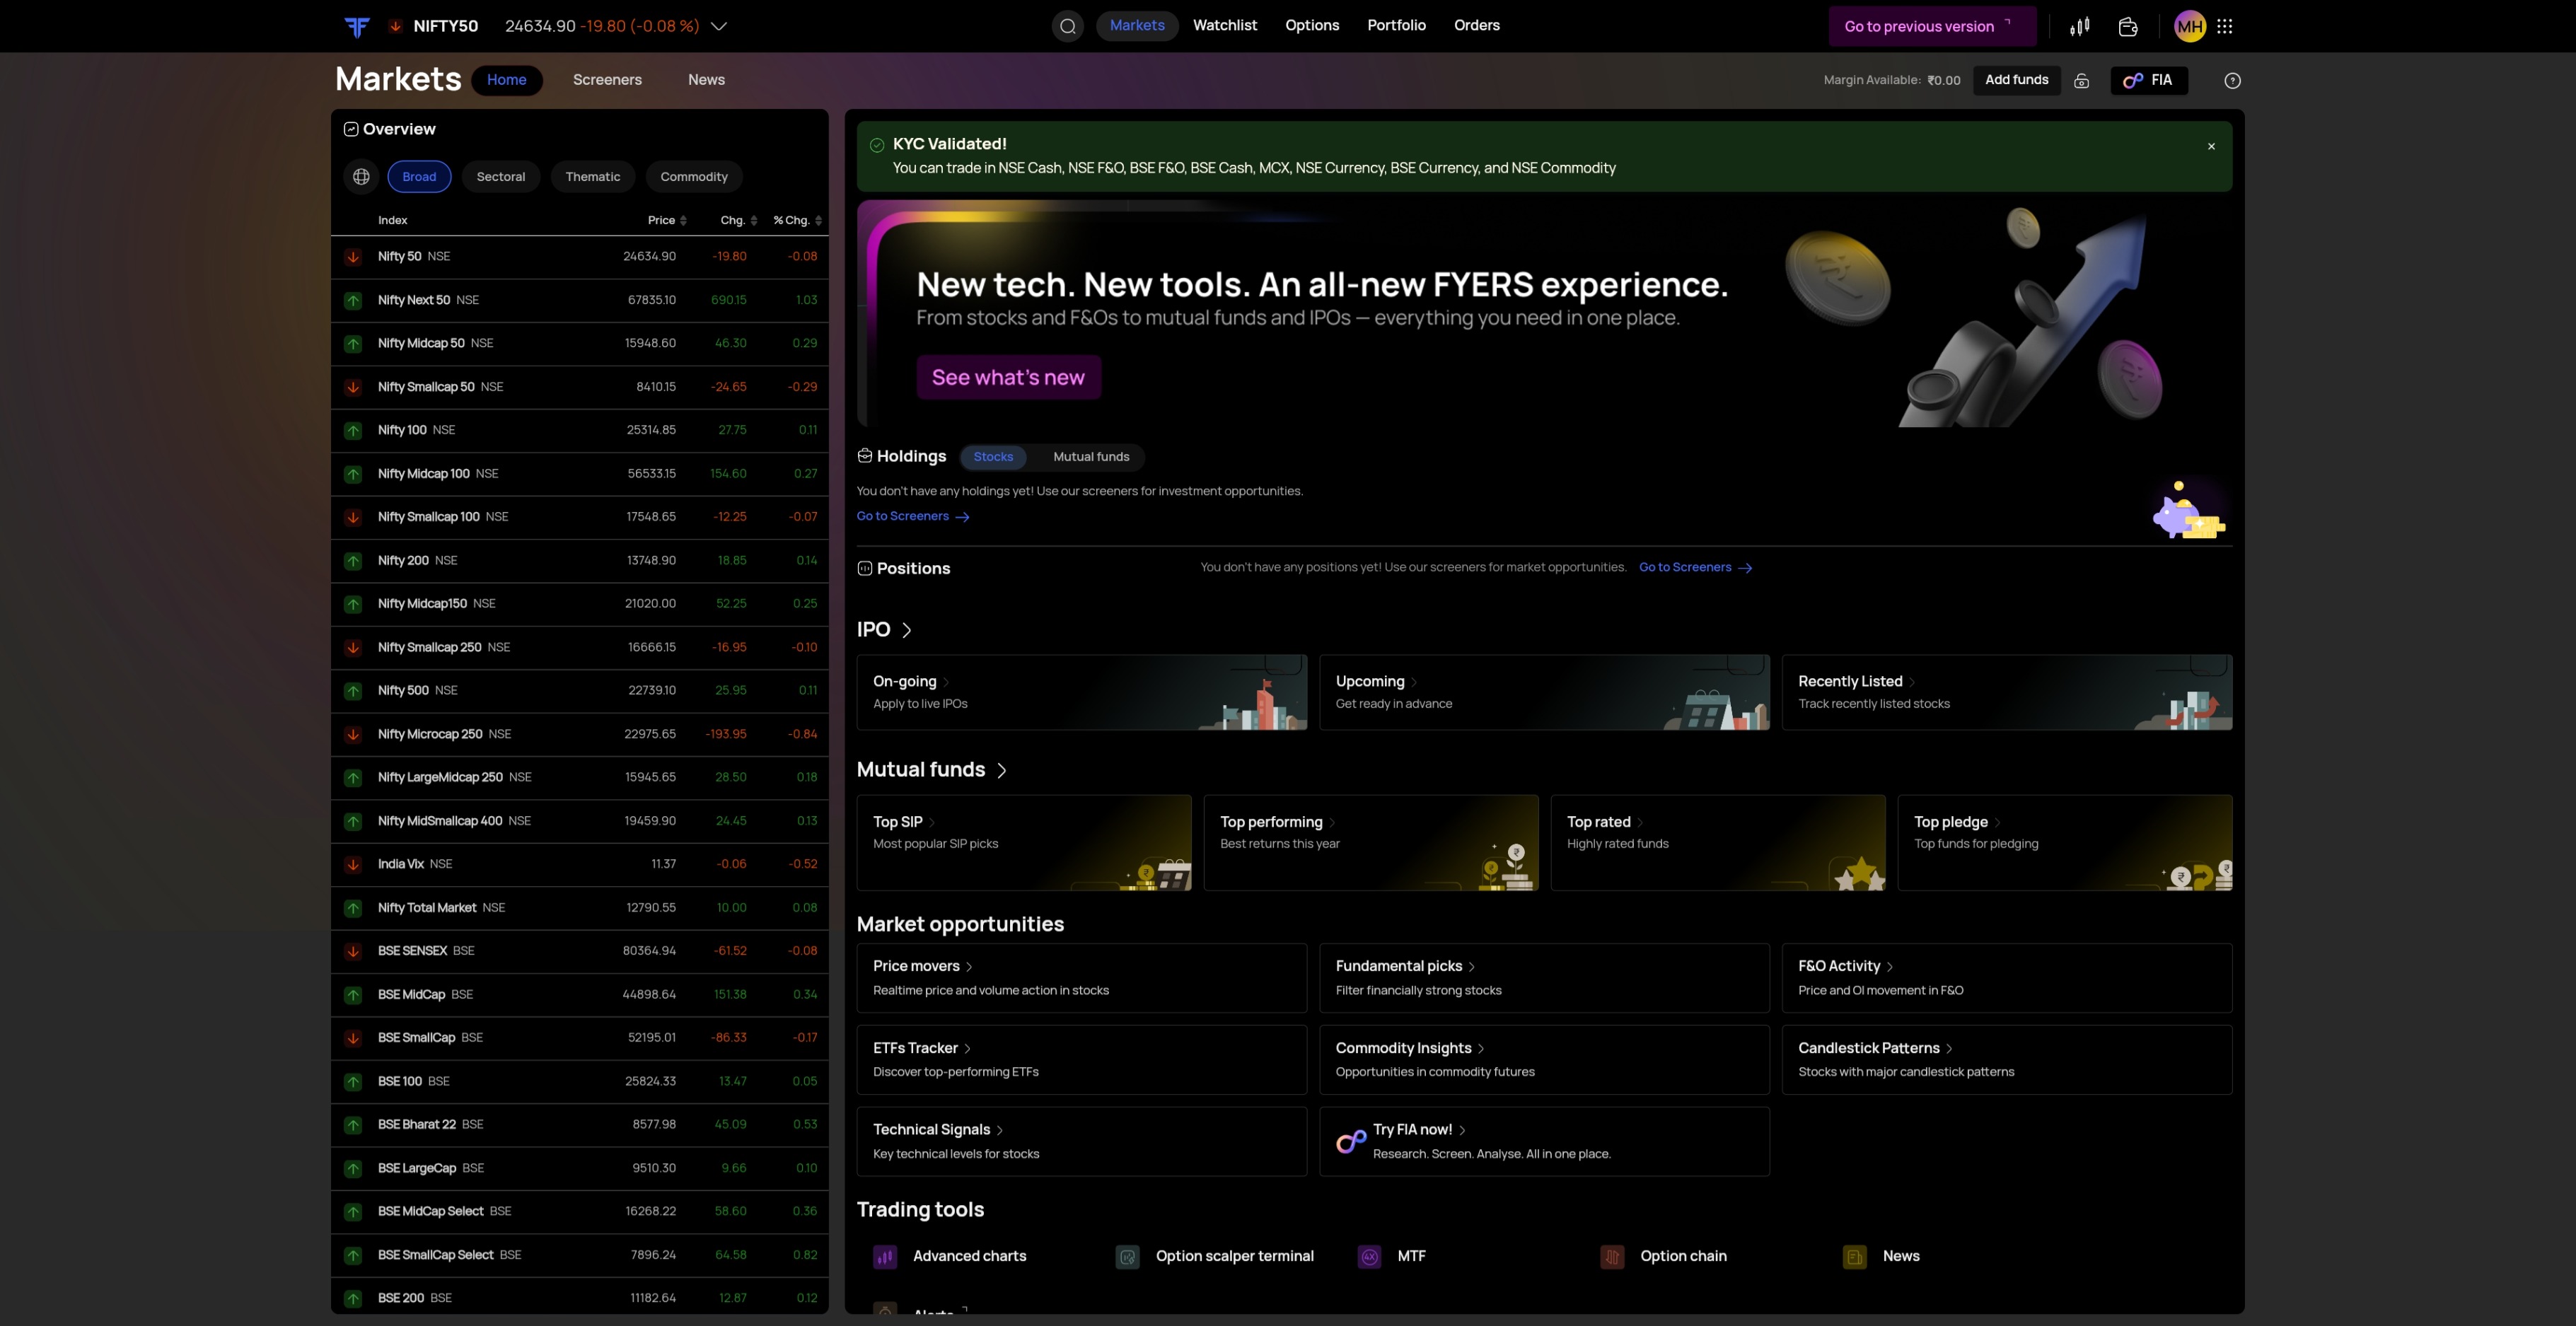 NIFTY50 24634.90 -19.80 (-0.08 %)
Markets Watchlist Options Portfolio Orders
Go to previous version
MH
Markets Home Screeners News
Margin Available: ₹0.00 Add funds FIA
Overview
Broad Sectoral Thematic Commodity
Index Price Chg. % Chg.
Nifty 50 NSE 24634.90 -19.80 -0.08
Nifty Next 50 NSE 67835.10 690.15 1.03
Nifty Midcap 50 NSE 15948.60 46.30 0.29
Nifty Smallcap 50 NSE 8410.15 -24.65 -0.29
Nifty 100 NSE 25314.85 27.75 0.11
Nifty Midcap 100 NSE 56533.15 154.60 0.27
Nifty Smallcap 100 NSE 17548.65 -12.25 -0.07
Nifty 200 NSE 13748.90 18.85 0.14
Nifty Midcap150 NSE 21020.00 52.25 0.25
Nifty Smallcap 250 NSE 16666.15 -16.95 -0.10
Nifty 500 NSE 22739.10 25.95 0.11
Nifty Microcap 250 NSE 22975.65 -193.95 -0.84
Nifty LargeMidcap 250 NSE 15945.65 28.50 0.18
Nifty MidSmallcap 400 NSE 19459.90 24.45 0.13
India Vix NSE 11.37 -0.06 -0.52
Nifty Total Market NSE 12790.55 10.00 0.08
BSE SENSEX BSE 80364.94 -61.52 -0.08
BSE MidCap BSE 44898.64 151.38 0.34
BSE SmallCap BSE 52195.01 -86.33 -0.17
BSE 100 BSE 25824.33 13.47 0.05
BSE Bharat 22 BSE 8577.98 45.09 0.53
BSE LargeCap BSE 9510.30 9.66 0.10
BSE MidCap Select BSE 16268.22 58.60 0.36
BSE SmallCap Select BSE 7896.24 64.58 0.82
BSE 200 BSE 11182.64 12.87 0.12
KYC Validated!
You can trade in NSE Cash, NSE F&O, BSE F&O, BSE Cash, MCX, NSE Currency, BSE Currency, and NSE Commodity
New tech. New tools. An all-new FYERS experience.
From stocks and F&Os to mutual funds and IPOs — everything you need in one place.
See what's new
Holdings Stocks Mutual funds
You don't have any holdings yet! Use our screeners for investment opportunities.
Go to Screeners
Positions You don't have any positions yet! Use our screeners for market opportunities. Go to Screeners
IPO
On-going Upcoming Recently Listed
Apply to live IPOs Get ready in advance Track recently listed stocks
Mutual funds
Top SIP Top performing Top rated Top pledge
Most popular SIP picks Best returns this year Highly rated funds Top funds for pledging
Market opportunities
Price movers Fundamental picks F&O Activity
Realtime price and volume action in stocks Filter financially strong stocks Price and OI movement in F&O
ETFs Tracker Commodity Insights Candlestick Patterns
Discover top-performing ETFs Opportunities in commodity futures Stocks with major candlestick patterns
Technical Signals Try FIA now!
Key technical levels for stocks Research. Screen. Analyse. All in one place.
Trading tools
Advanced charts Option scalper terminal 4X MTF Option chain News
Alerts